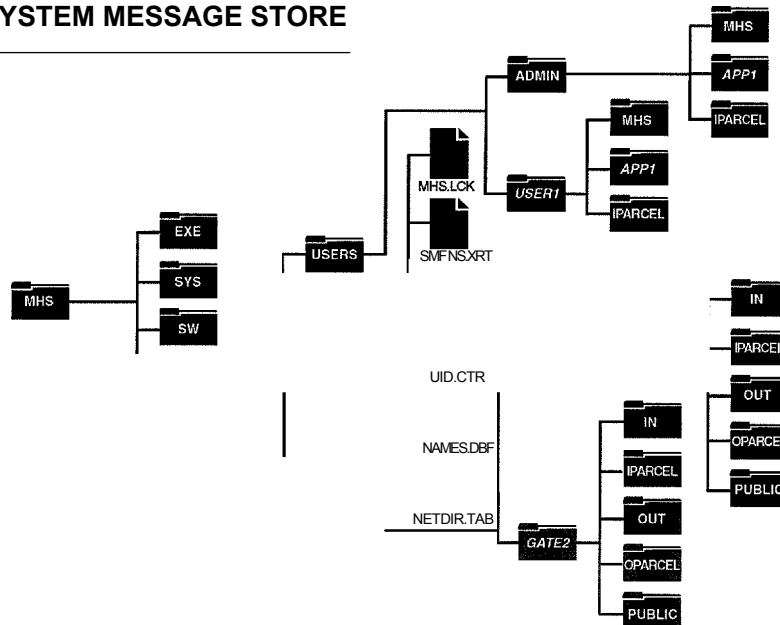 YSTEM MESSAGE STORE
MHS
ADMIN
APP1
IPARCEL
MHS
MHS.LCK
APP1
USER1
IPARCEL
EXE
USERS
SMFNS.XRT
SYS
MHS
IN
SW
IPARCEL
UID.CTR
OUT
IN
NAMES.DBF
OPARCEL
IPARCEL
PUBLIC
NETDIR.TAB
OUT
GATE2
OPARCEL
PUBLIC